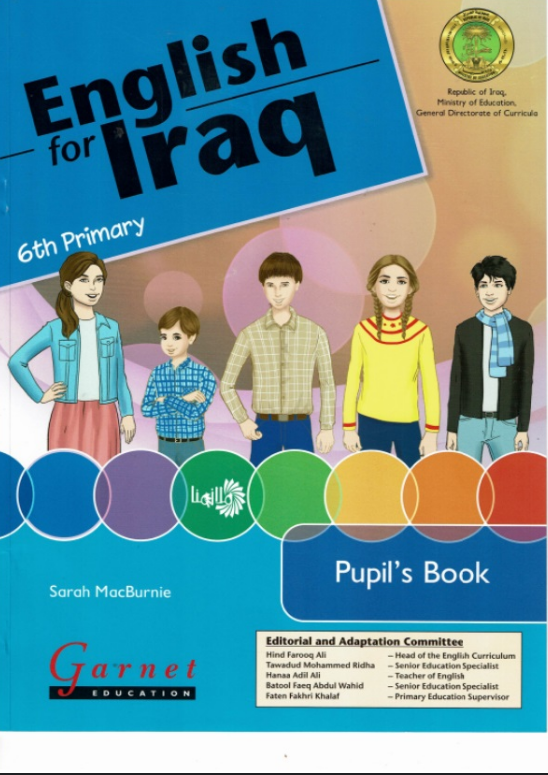 English
for Iraq
6th Primary
Republic of Iraq,
Ministry of Education,
General Directorate of Curricula
Pupil's Book
Sarah MacBurnie
Garnet
EDUCATION
Editorial and Adaptation Committee
Hind Farooq Ali – Head of the English Curriculum
Tawadud Mohammed Ridha – Senior Education Specialist
Hanaa Adil Ali – Teacher of English
Batool Faeq Abdul Wahid – Senior Education Specialist
Faten Fakhri Khalaf – Primary Education Supervisor